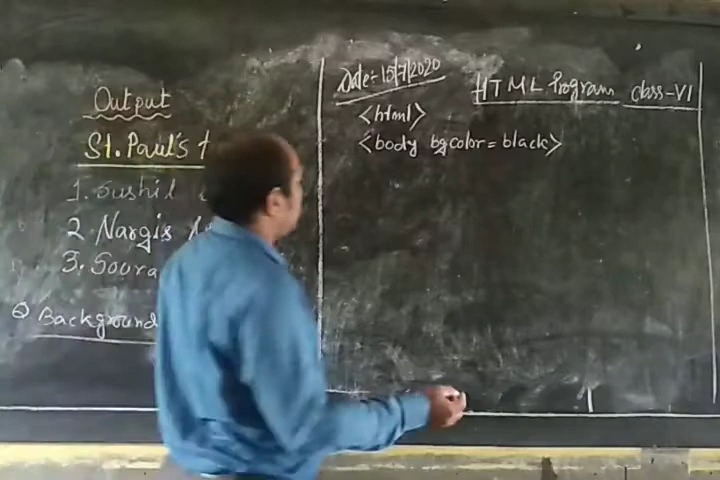 Output
St. Paul's
1. Sushil
2. Nargis
3. Soura
Background
Date:- 15/7/2020
HTML Program class-VI
<html>
<body bgcolor = black>